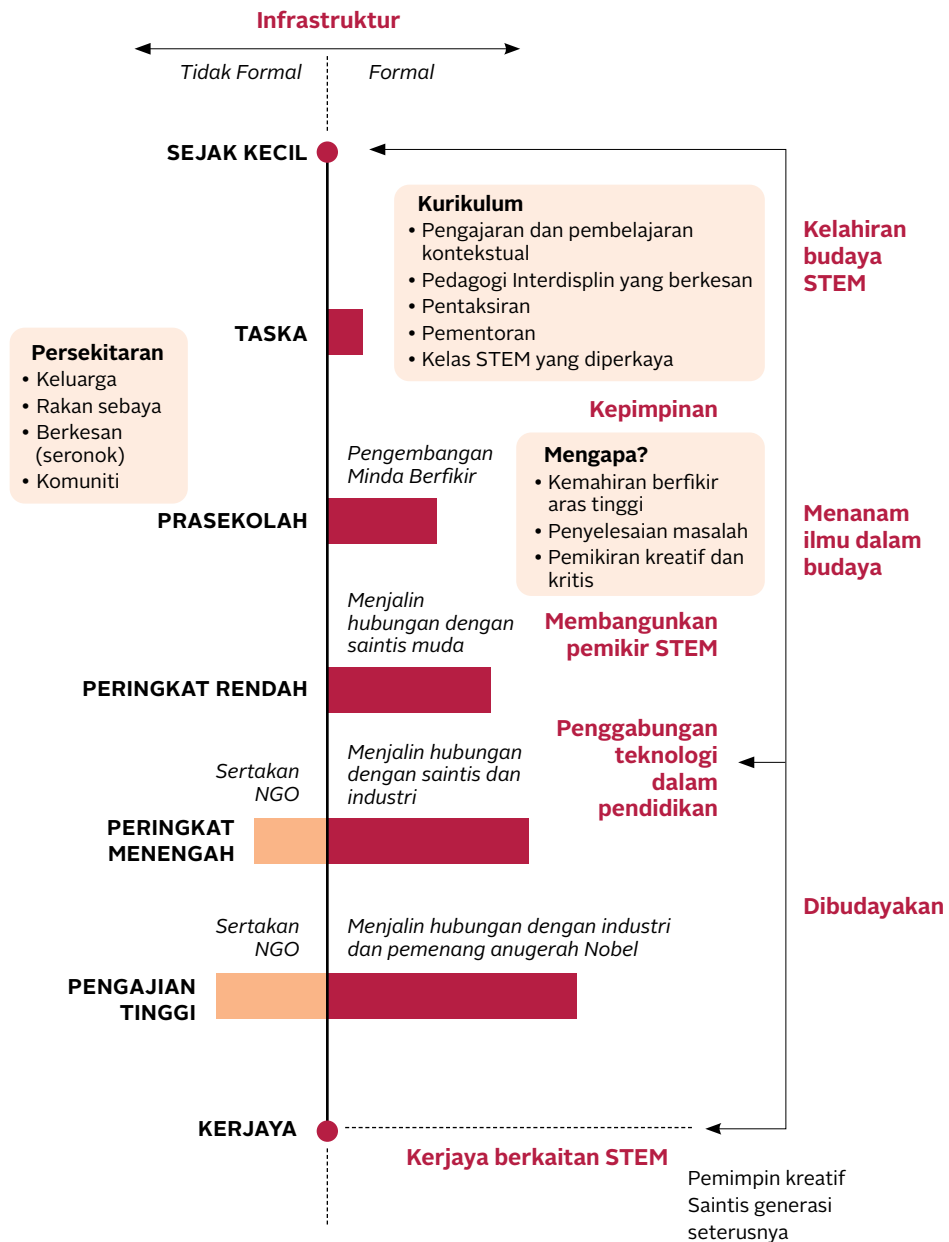 Infrastruktur
Tidak Formal
Formal
SEJAK KECIL
Kurikulum
• Pengajaran dan pembelajaran
kontekstual
• Pedagogi Interdisplin yang berkesan
• Pentaksiran
• Pementoran
• Kelas STEM yang diperkaya
Kelahiran
budaya
STEM
TASKA
Persekitaran
• Keluarga
• Rakan sebaya
• Berkesan
(seronok)
• Komuniti
Kepimpinan
Pengembangan
Minda Berfikir
PRASEKOLAH
Mengapa?
• Kemahiran berfikir
aras tinggi
• Penyelesaian masalah
• Pemikiran kreatif dan
kritis
Menanam
ilmu dalam
budaya
Menjalin
hubungan dengan
saintis muda
Membangunkan
pemikir STEM
PERINGKAT RENDAH
Penggabungan
teknologi
dalam
pendidikan
Sertakan
NGO
Menjalin hubungan
dengan saintis dan
industri
PERINGKAT
MENENGAH
Dibudayakan
Sertakan
NGO
Menjalin hubungan dengan industri
dan pemenang anugerah Nobel
PENGAJIAN
TINGGI
KERJAYA
Kerjaya berkaitan STEM
Pemimpin kreatif
Saintis generasi
seterusnya